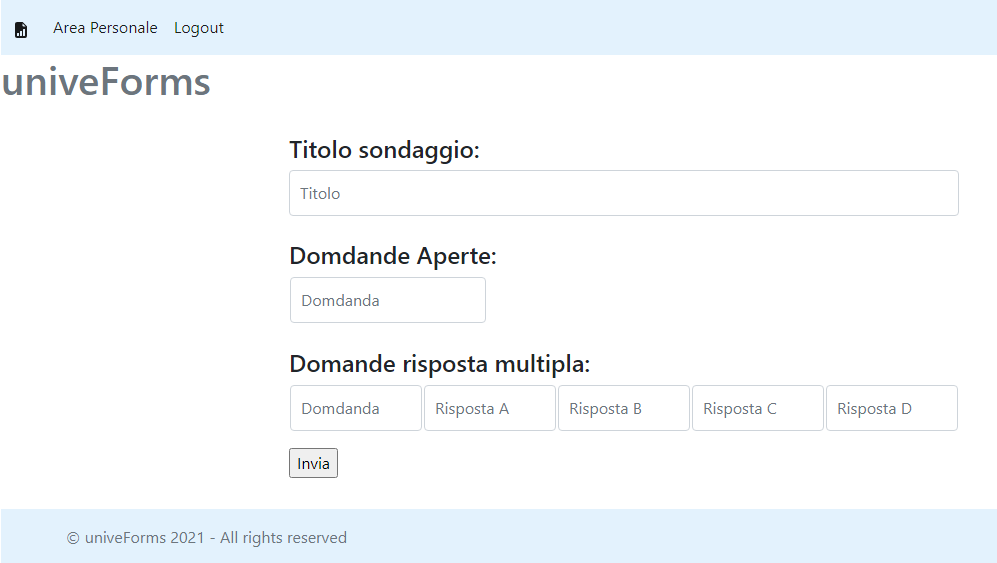 Area Personale Logout
univeForms
Titolo sondaggio:
Titolo
Domdande Aperte:
Domdanda
Domande risposta multipla:
Domdanda Risposta A Risposta B Risposta C Risposta D
Invia
© univeForms 2021 - All rights reserved